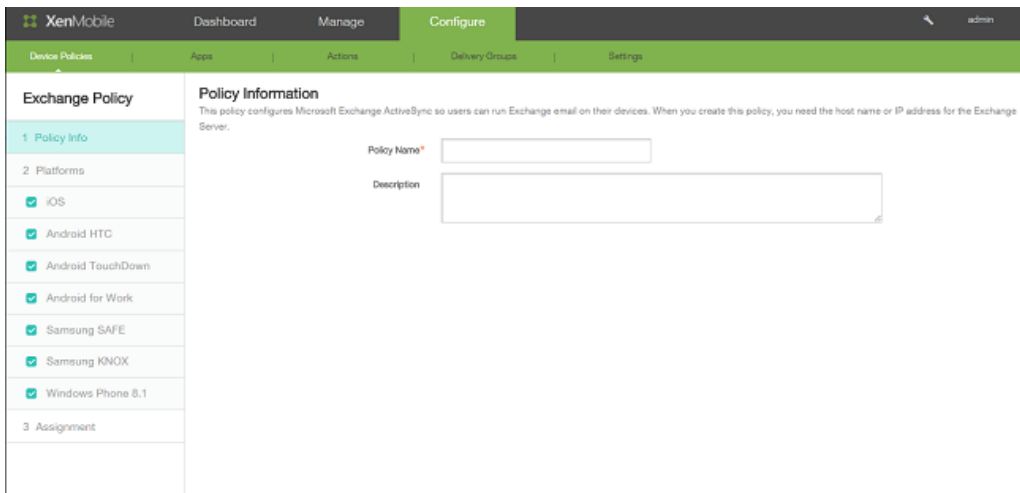 XenMobile Dashboard Manage Configure admin
Device Policies | Apps | Actions | Delivery Groups | Settings
Exchange Policy
1 Policy Info
2 Platforms
iOS
Android HTC
Android TouchDown
Android for Work
Samsung SAFE
Samsung KNOX
Windows Phone 8.1
3 Assignment
Policy Information
This policy configures Microsoft Exchange ActiveSync so users can run Exchange email on their devices. When you create this policy, you need the host name or IP address for the Exchange
Server.
Policy Name*
Description